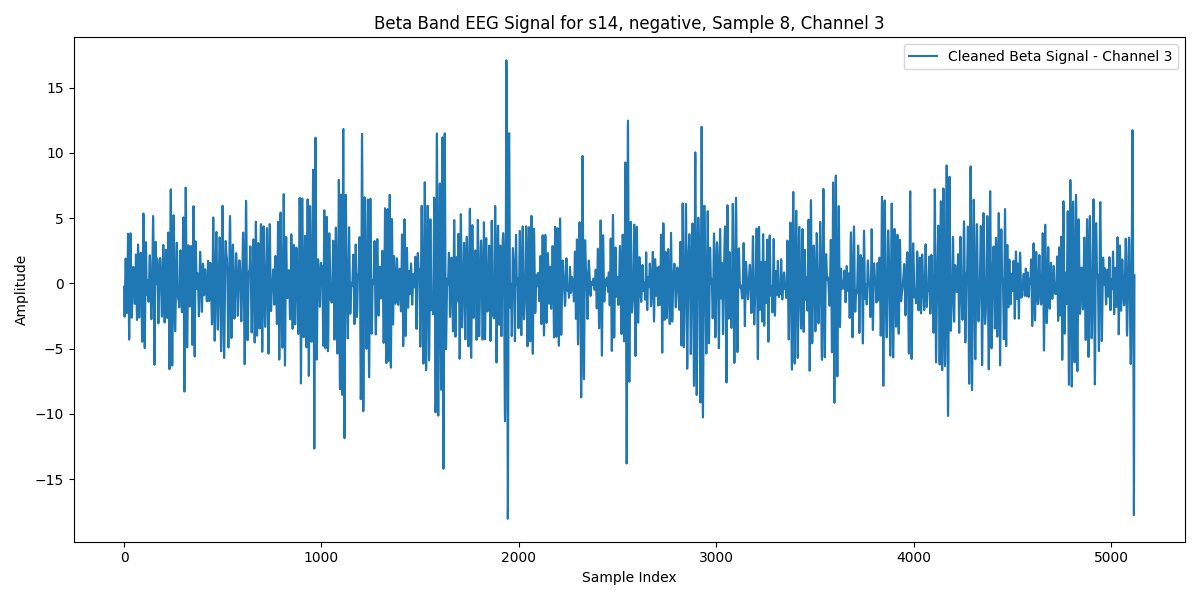 Beta Band EEG Signal for s14, negative, Sample 8, Channel 3
Cleaned Beta Signal - Channel 3
Amplitude
15
10
5
0
−5
−10
−15
0 1000 2000 3000 4000 5000
Sample Index